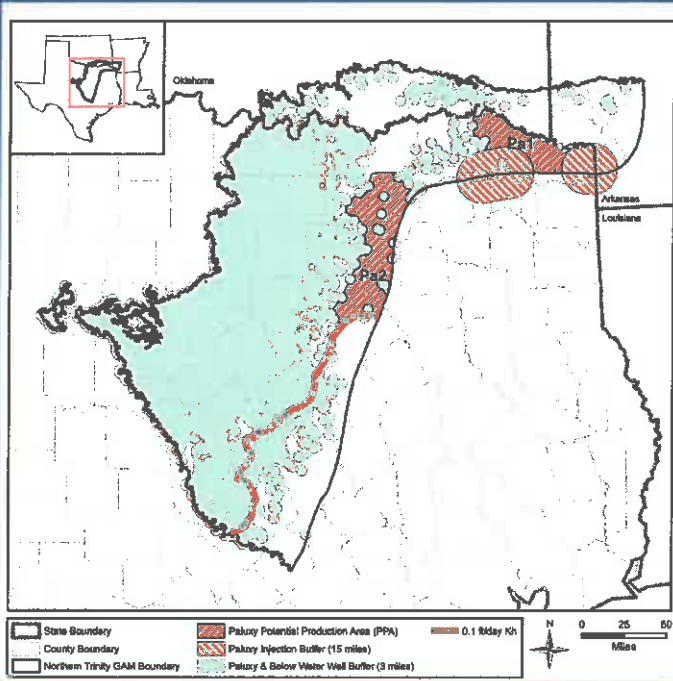 Oklahoma
Pa1
Arkansas
Louisiana
Pa2
State Boundary
County Boundary
Northern Trinity GAM Boundary
Paluxy Potential Production Area (PPA)
Paluxy Injection Buffer (15 miles)
Paluxy & Below Water Well Buffer (3 miles)
0.1 ft/day Kh
N
0 25 50
Miles